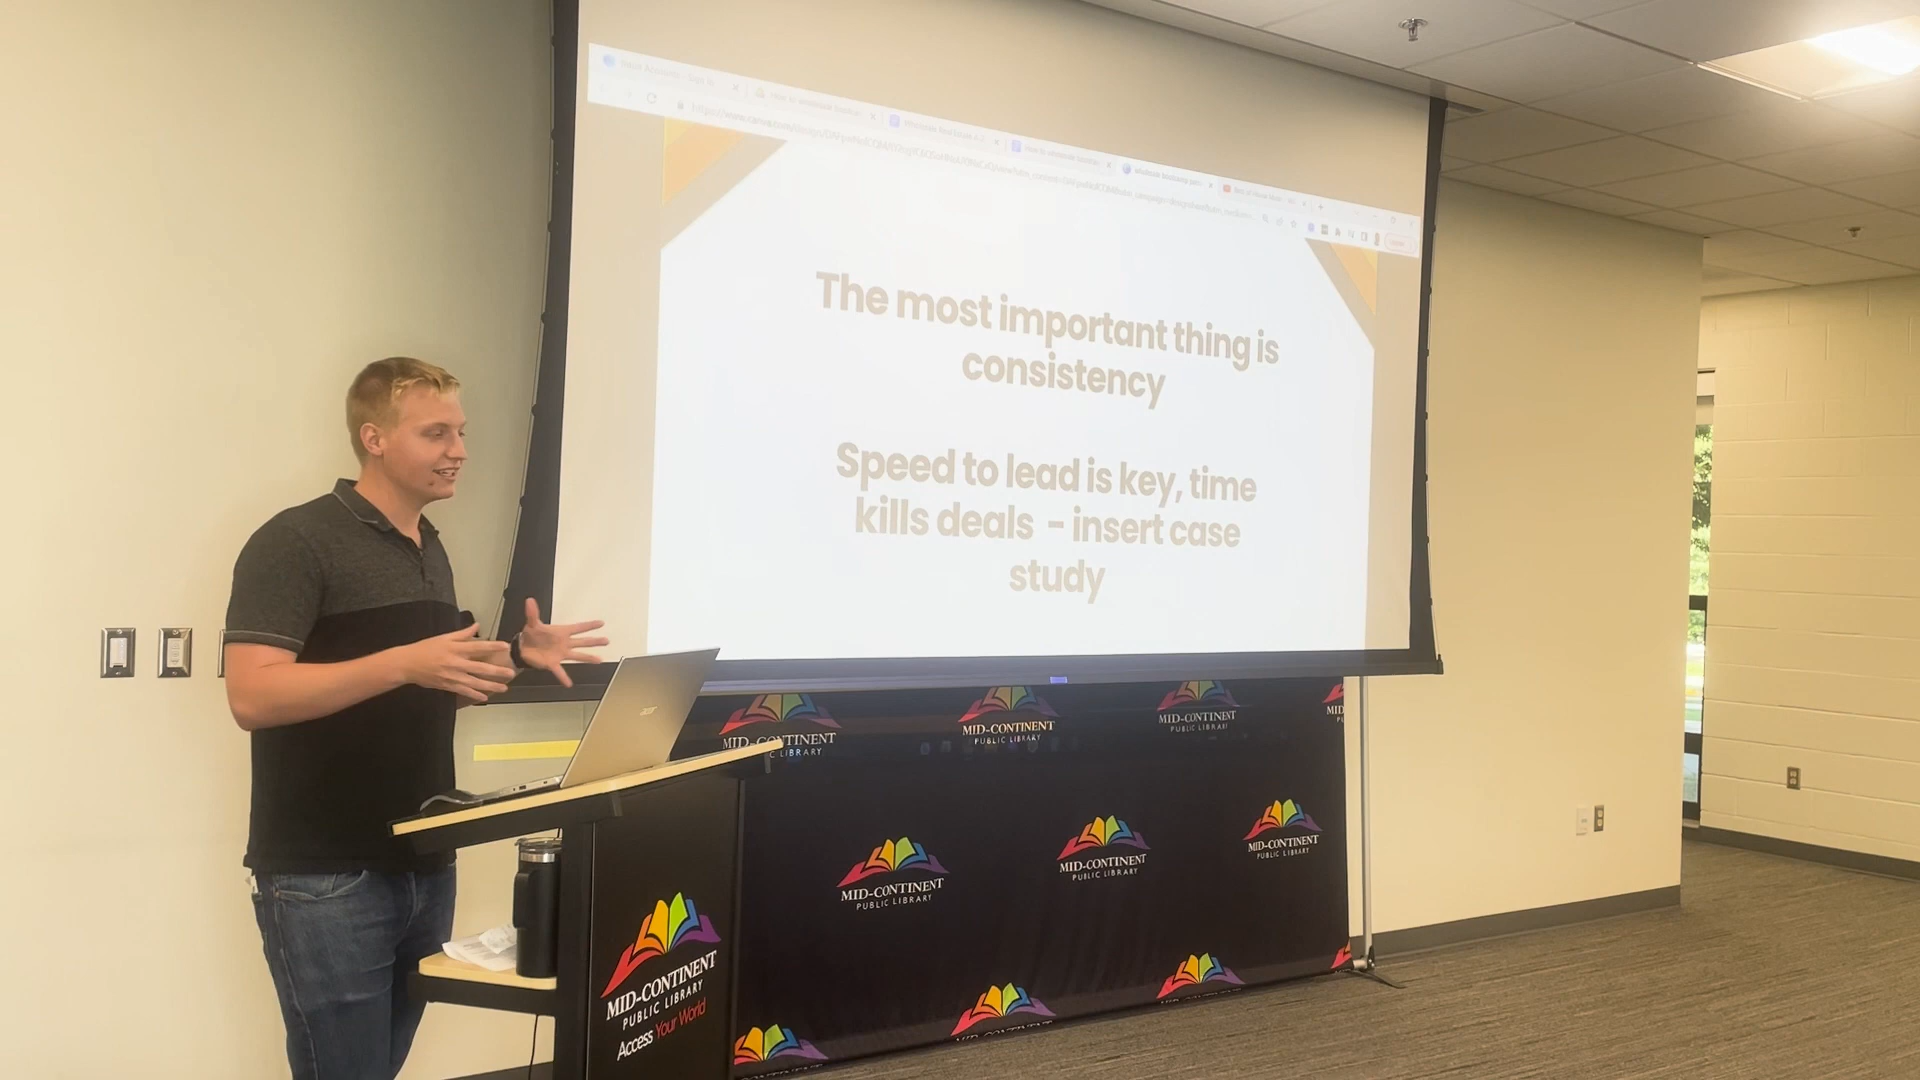 The most important thing is
consistency
Speed to lead is key, time
kills deals - insert case
study
acer
MID-CONTINENT
PUBLIC LIBRARY
MID-CONTINENT
PUBLIC LIBRARY
MID-CONTINENT
PUBLIC LIBRARY
MID-CONTINENT
PUBLIC LIBRARY
MID-CONTINENT
PUBLIC LIBRARY
MID-CONTINENT
PUBLIC LIBRARY
MID-CONTINENT
PUBLIC LIBRARY
Access Your World